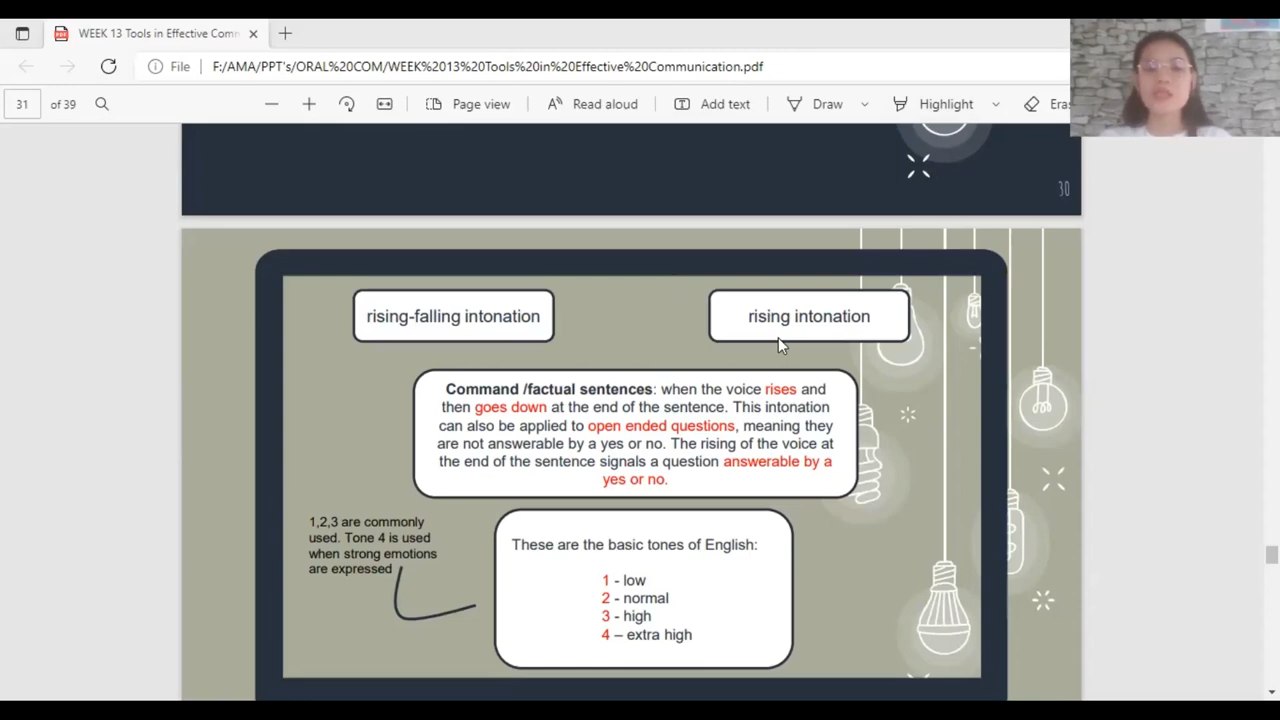 WEEK 13 Tools in Effective Comm
File
F:/AMA/PPT's/ORAL%20COM/WEEK%2013%20Tools%20in%20Effective%20Communication.pdf
31 of 39
Page view
Read aloud
Add text
Draw
Highlight
Eras
30
rising-falling intonation
rising intonation
Command /factual sentences: when the voice rises and
then goes down at the end of the sentence. This intonation
can also be applied to open ended questions, meaning they
are not answerable by a yes or no. The rising of the voice at
the end of the sentence signals a question answerable by a
yes or no.
1,2,3 are commonly
used. Tone 4 is used
when strong emotions
are expressed
These are the basic tones of English:
1 - low
2 - normal
3 - high
4 – extra high